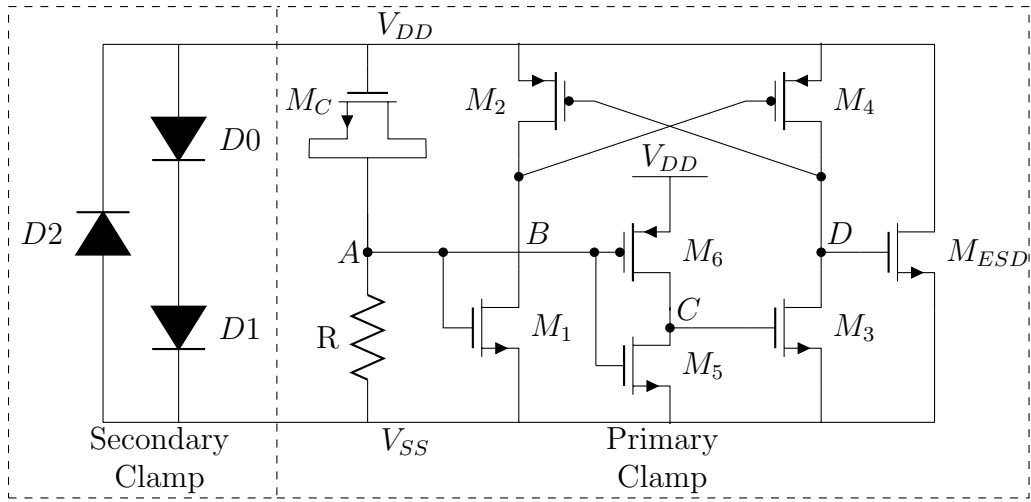 V_DD
M_C
M_2
M_4
D0
V_DD
D2
A
B
M_6
D
M_ESD
C
D1
R
M_1
M_5
M_3
Secondary
Clamp
V_SS
Primary
Clamp